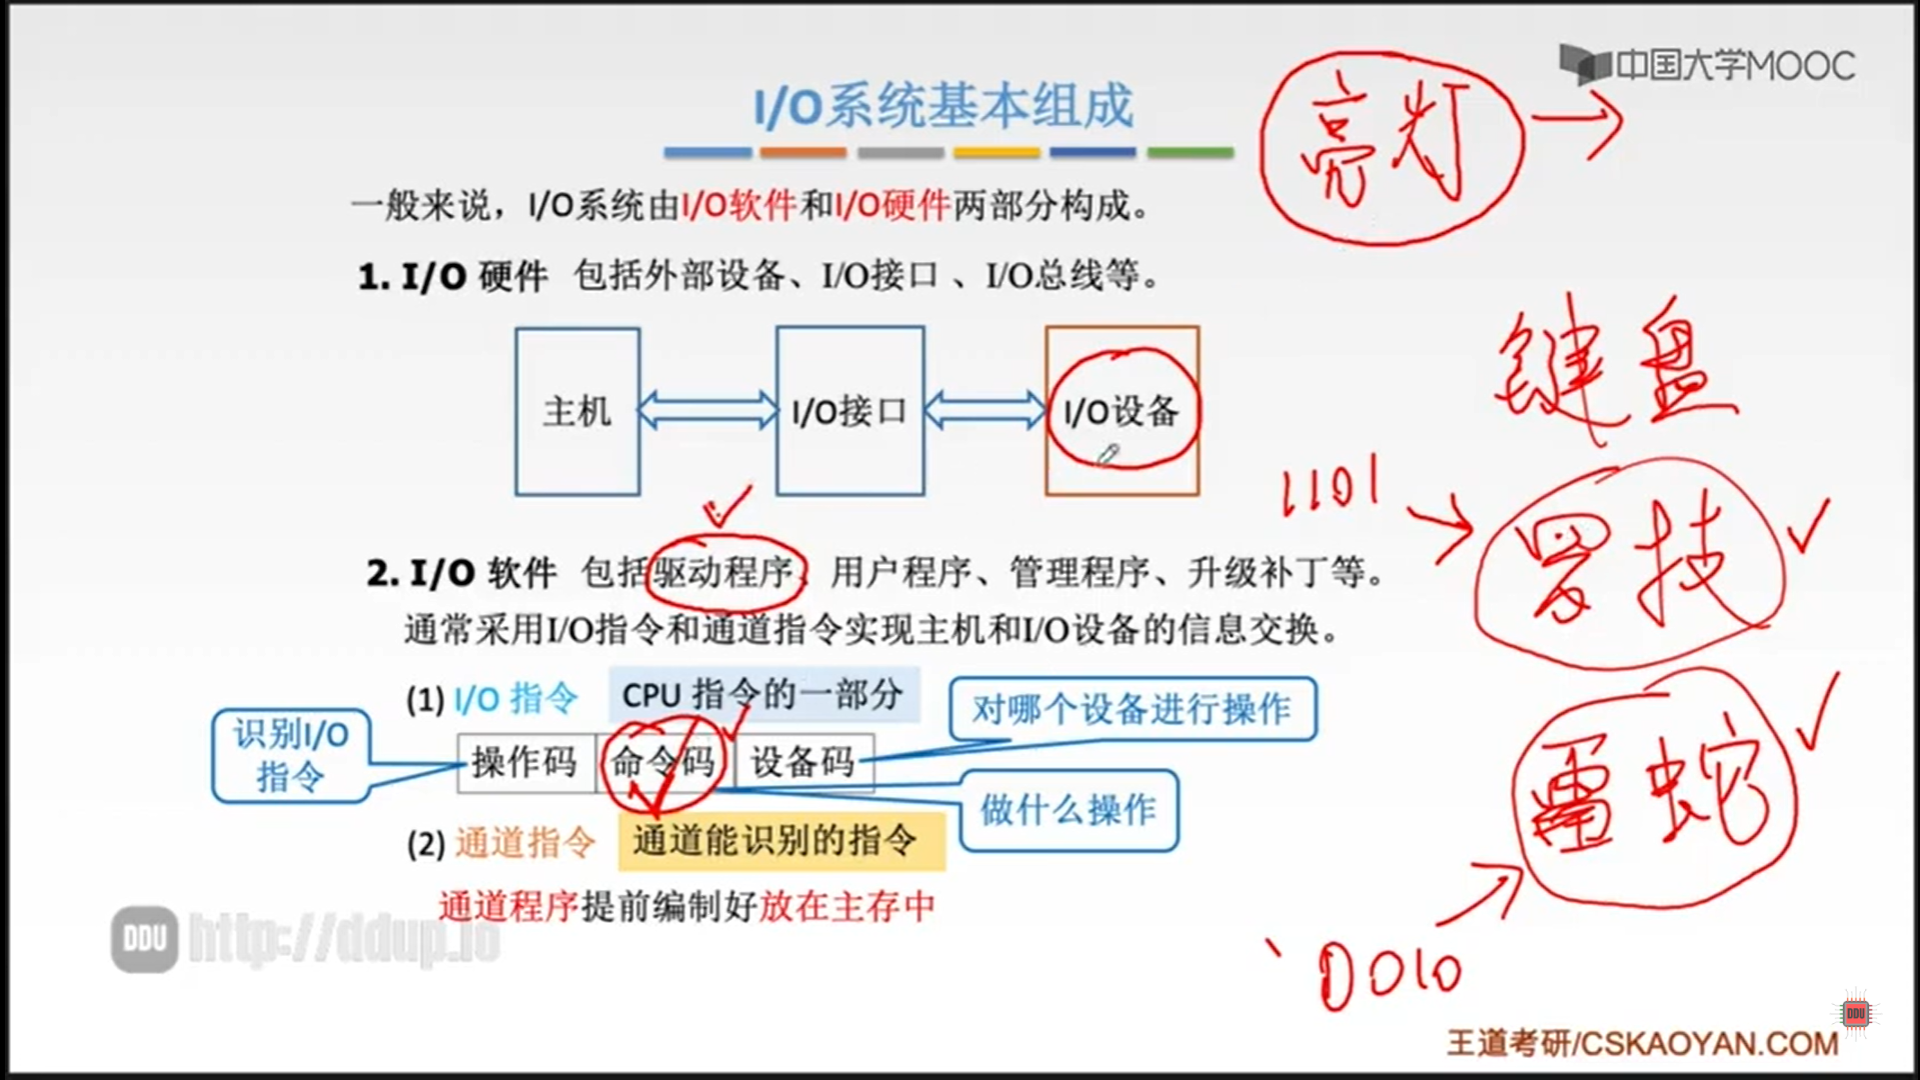 中国大学MOOC
I/O系统基本组成
亮灯
一般来说，I/O系统由I/O软件和I/O硬件两部分构成。
1. I/O 硬件 包括外部设备、I/O接口 、I/O总线等。
主机
I/O接口
I/O设备
键盘
1101
罗技
2. I/O 软件 包括驱动程序、用户程序、管理程序、升级补丁等。
通常采用I/O指令和通道指令实现主机和I/O设备的信息交换。
(1) I/O 指令 CPU 指令的一部分
对哪个设备进行操作
识别I/O
指令
操作码 命令码 设备码
做什么操作
雷蛇
(2) 通道指令 通道能识别的指令
通道程序提前编制好放在主存中
DDU http://ddup.io
0010
DDU
王道考研/CSKAOYAN.COM